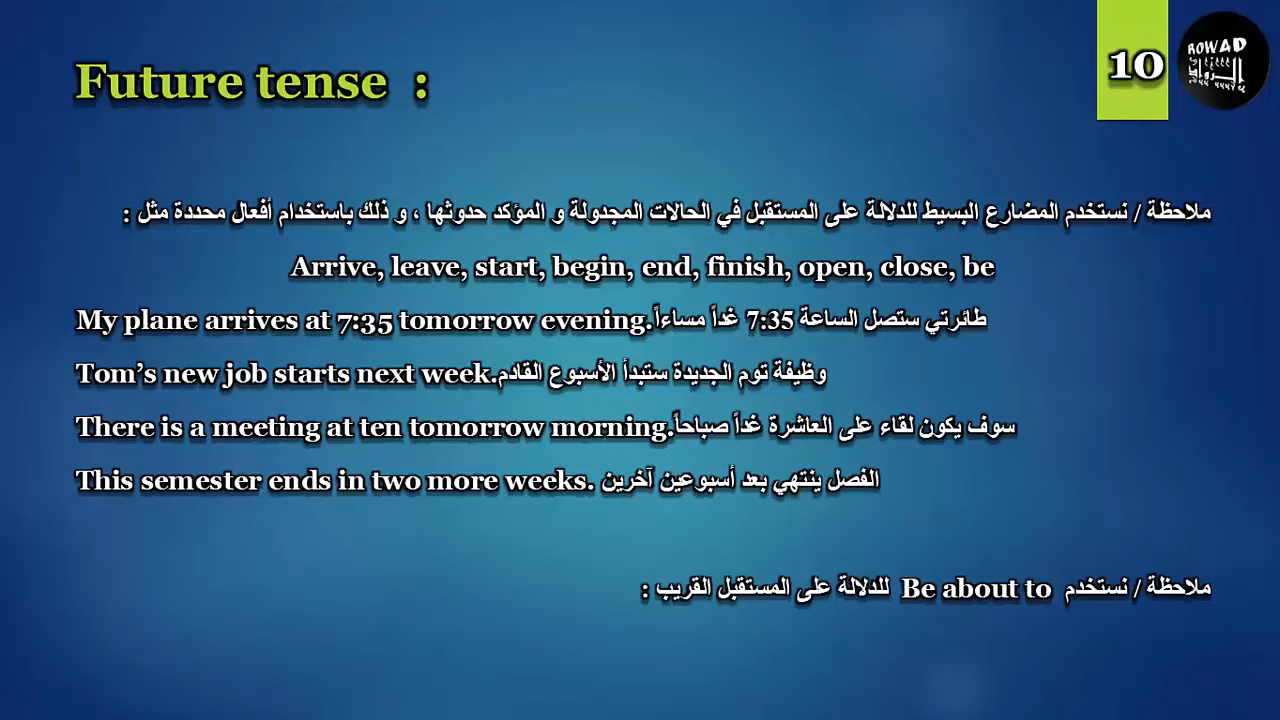 Future tense :
10
ROWAD
الرواد
ملاحظة / نستخدم المضارع البسيط للدلالة على المستقبل في الحالات المجدولة و المؤكد حدوثها ، و ذلك باستخدام أفعال محددة مثل :
Arrive, leave, start, begin, end, finish, open, close, be
My plane arrives at 7:35 tomorrow evening.طائرتي ستصل الساعة 7:35 غداً مساءاً
Tom’s new job starts next week.وظيفة توم الجديدة ستبدأ الأسبوع القادم
There is a meeting at ten tomorrow morning.سوف يكون لقاء على العاشرة غداً صباحاً
This semester ends in two more weeks. الفصل ينتهي بعد أسبوعين آخرين
ملاحظة / نستخدم Be about to للدلالة على المستقبل القريب :